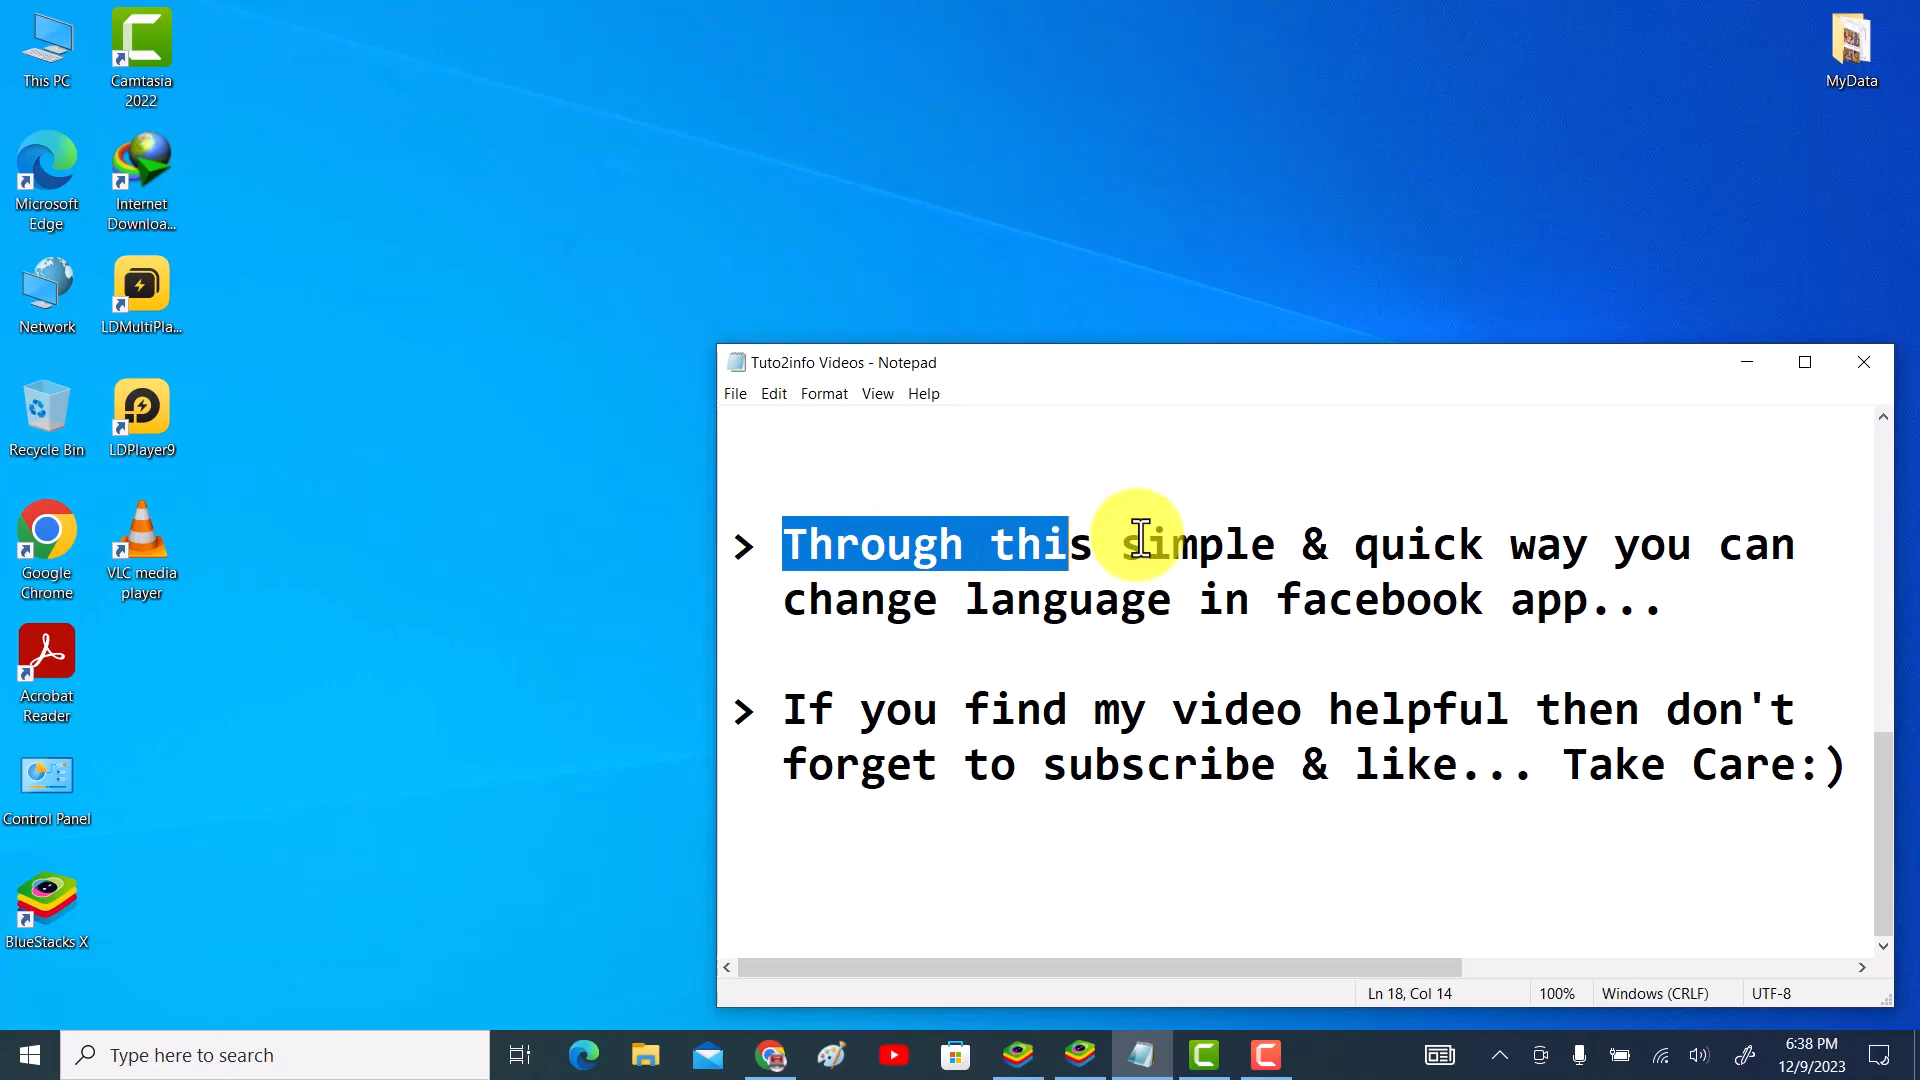 This PC
Camtasia
2022
MyData
Microsoft
Edge
Internet
Downloa...
Network
LDMultiPla...
Recycle Bin
LDPlayer9
Google
Chrome
VLC media
player
Acrobat
Reader
Control Panel
BlueStacks X
Tuto2info Videos - Notepad
File Edit Format View Help
> Through this simple & quick way you can
change language in facebook app...
> If you find my video helpful then don't
forget to subscribe & like... Take Care:)
Ln 18, Col 14 100% Windows (CRLF) UTF-8
Type here to search
6:38 PM
12/9/2023